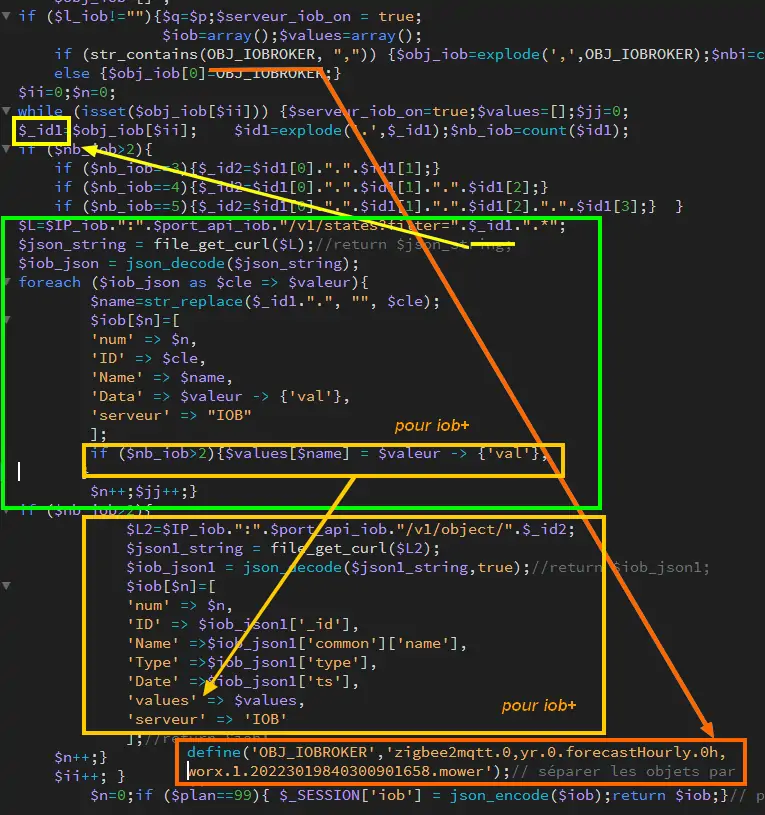 if ($l_iob!=""){$q=$p;$serveur_iob_on = true;
$iob=array();$values=array();
if (str_contains(OBJ_IOBROKER, ",")) {$obj_iob=explode(',',OBJ_IOBROKER);$nbi=c
else {$obj_iob[0]=OBJ_IOBROKER;}
$ii=0;$n=0;
while (isset($obj_iob[$ii])) {$serveur_iob_on=true;$values=[];$jj=0;
$_id1=$obj_iob[$ii]; $id1=explode('.',$_id1);$nb_iob=count($id1);
if ($nb_iob>2){
if ($nb_iob==3){$_id2=$id1[0].".".$id1[1];}
if ($nb_iob==4){$_id2=$id1[0].".".$id1[1].".".$id1[2];}
if ($nb_iob==5){$_id2=$id1[0].".".$id1[1].".".$id1[2].".".$id1[3];} }
$L=$IP_iob.":".$port_api_iob."/v1/states?filter=".$_id1.".*";
$json_string = file_get_curl($L);//return $json_string;
$iob_json = json_decode($json_string);
foreach ($iob_json as $cle => $valeur){
$name=str_replace($_id1.".", "", $cle);
$iob[$n]=[
'num' => $n,
'ID' => $cle,
'Name' => $name,
'Data' => $valeur -> {'val'},
'serveur' => "IOB"
];
pour iob+
if ($nb_iob>2){$values[$name] = $valeur -> {'val'};
$n++;$jj++;}
if ($nb_iob>2){
$L2=$IP_iob.":".$port_api_iob."/v1/object/".$_id2;
$json1_string = file_get_curl($L2);
$iob_json1 = json_decode($json1_string,true);//return $iob_json1;
$iob[$n]=[
'num' => $n,
'ID' => $iob_json1['_id'],
'Name' =>$iob_json1['common']['name'],
'Type' =>$iob_json1['type'],
'Date' =>$iob_json1['ts'],
'values' => $values,
'serveur' => 'IOB'
pour iob+
];//return
define('OBJ_IOBROKER','zigbee2mqtt.0,yr.0.forecastHourly.0h,
$n++;}
worx.1.20223019840300901658.mower');// séparer les objets par
$ii++; }
$n=0;if ($plan==99){ $_SESSION['iob'] = json_encode($iob);return $iob;}// p